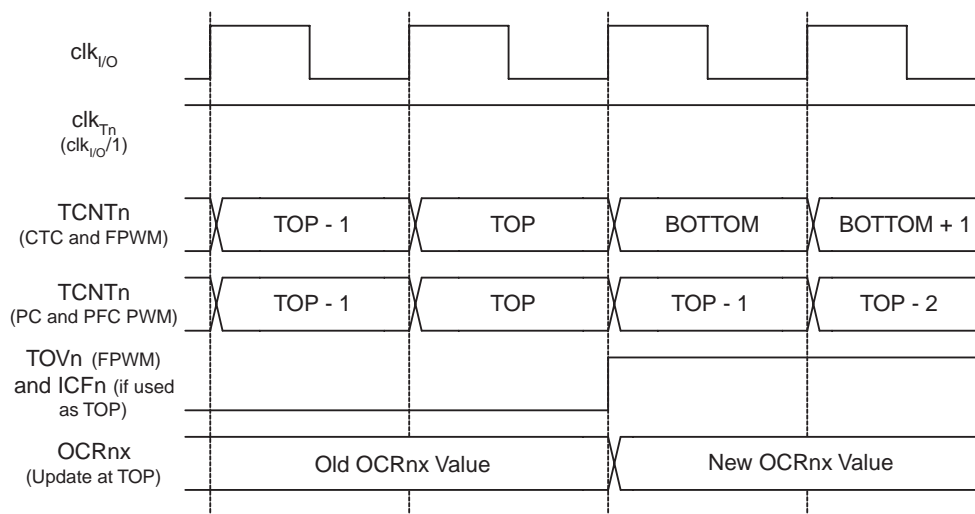 clkI/O
clkTn
(clkI/O/1)
TCNTn
(CTC and FPWM)
TOP - 1
TOP
BOTTOM
BOTTOM + 1
TCNTn
(PC and PFC PWM)
TOP - 1
TOP
TOP - 1
TOP - 2
TOVn (FPWM)
and ICFn (if used
as TOP)
OCRnx
(Update at TOP)
Old OCRnx Value
New OCRnx Value